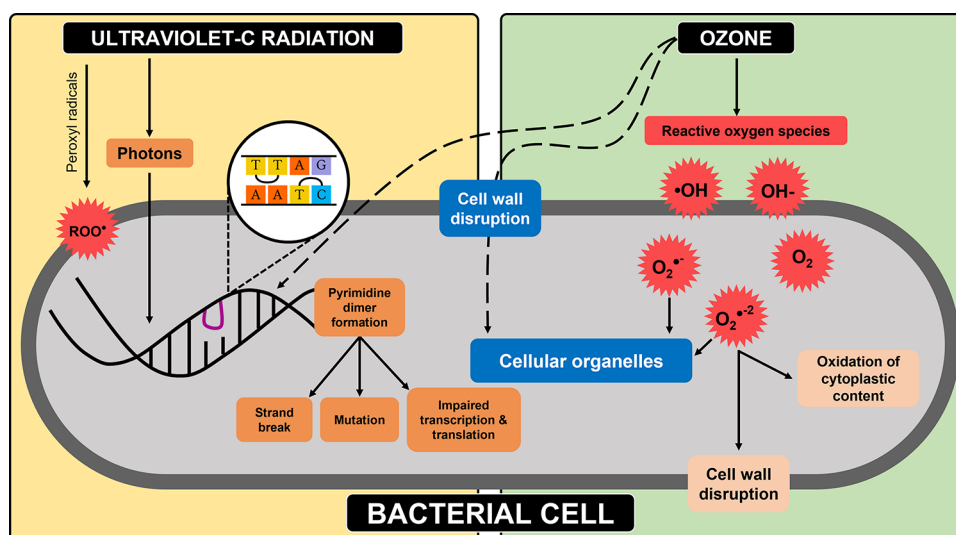 ULTRAVIOLET-C RADIATION
Peroxyl radicals
Photons
ROO•
T T A G
A A T C
Pyrimidine
dimer
formation
Strand
break
Mutation
Impaired
transcription &
translation
OZONE
Reactive oxygen species
•OH
OH-
O₂•⁻
O₂
O₂•⁻²
Cell wall
disruption
Cellular organelles
Oxidation of
cytoplastic
content
Cell wall
disruption
BACTERIAL CELL